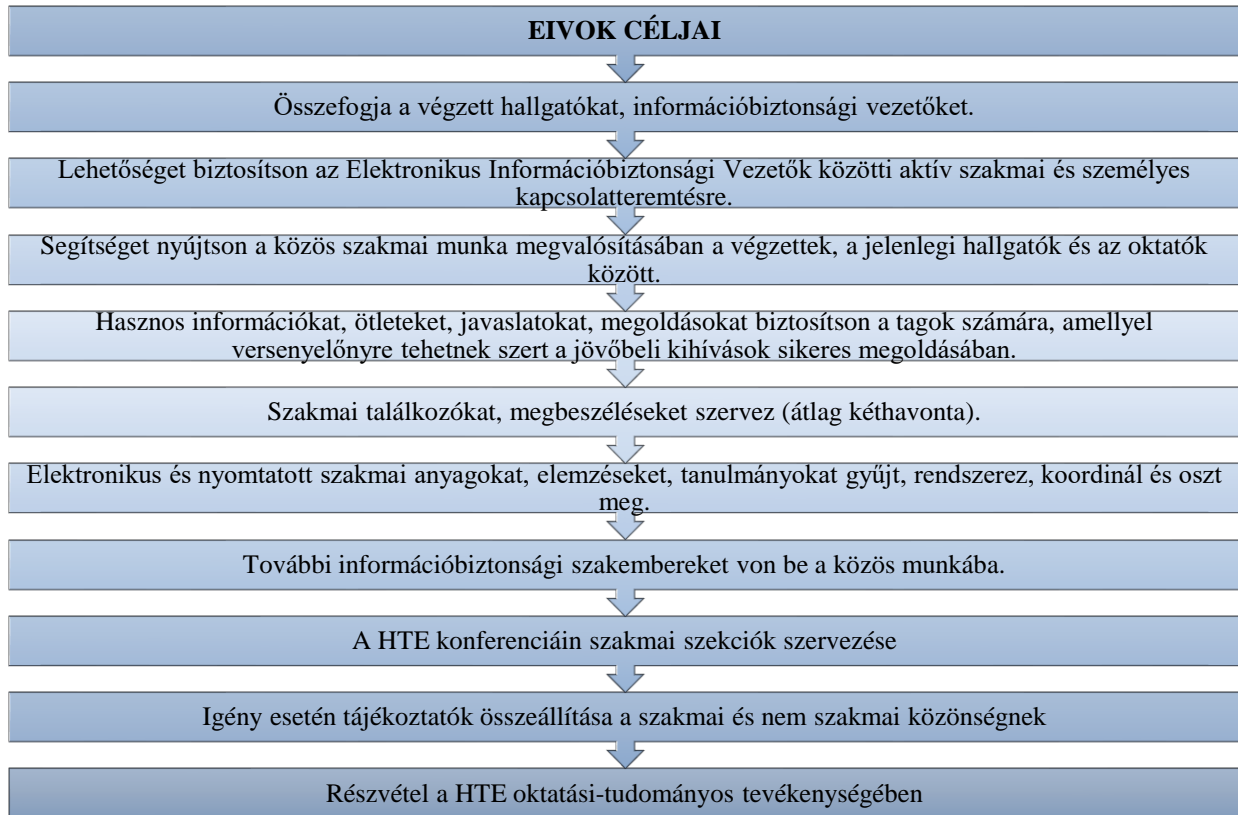 EIVOK CÉLJAI
Összefogja a végzett hallgatókat, információbiztonsági vezetőket.
Lehetőséget biztosítson az Elektronikus Információbiztonsági Vezetők közötti aktív szakmai és személyes
kapcsolatteremtésre.
Segítséget nyújtson a közös szakmai munka megvalósításában a végzettek, a jelenlegi hallgatók és az oktatók
között.
Hasznos információkat, ötleteket, javaslatokat, megoldásokat biztosítson a tagok számára, amellyel
versenyelőnyre tehetnek szert a jövőbeli kihívások sikeres megoldásában.
Szakmai találkozókat, megbeszéléseket szervez (átlag kéthavonta).
Elektronikus és nyomtatott szakmai anyagokat, elemzéseket, tanulmányokat gyűjt, rendszerez, koordinál és oszt
meg.
További információbiztonsági szakembereket von be a közös munkába.
A HTE konferenciáin szakmai szekciók szervezése
Igény esetén tájékoztatók összeállítása a szakmai és nem szakmai közönségnek
Részvétel a HTE oktatási-tudományos tevékenységében